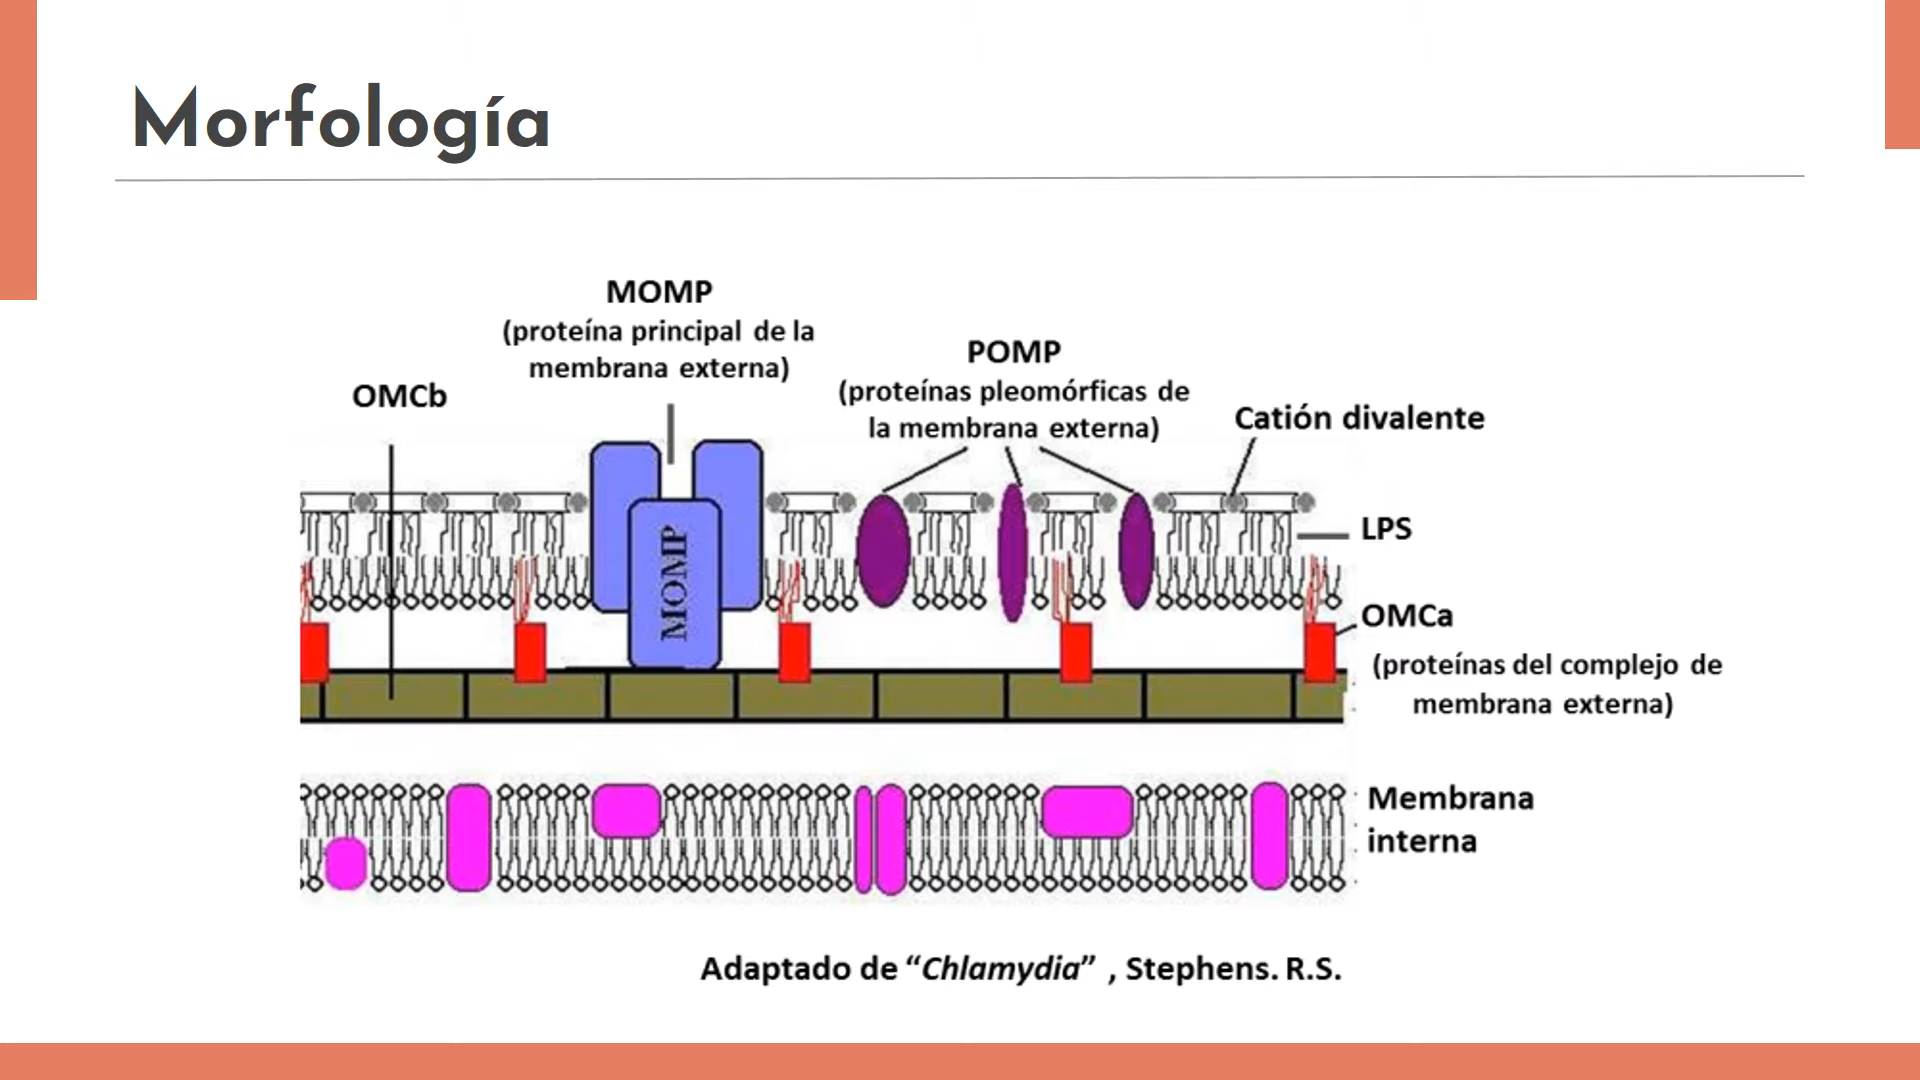 Morfología
MOMP
(proteína principal de la
membrana externa)
POMP
(proteínas pleomórficas de
la membrana externa)
OMCb
Catión divalente
MOMP
LPS
OMCa
(proteínas del complejo de
membrana externa)
Membrana
interna
Adaptado de “Chlamydia” , Stephens. R.S.